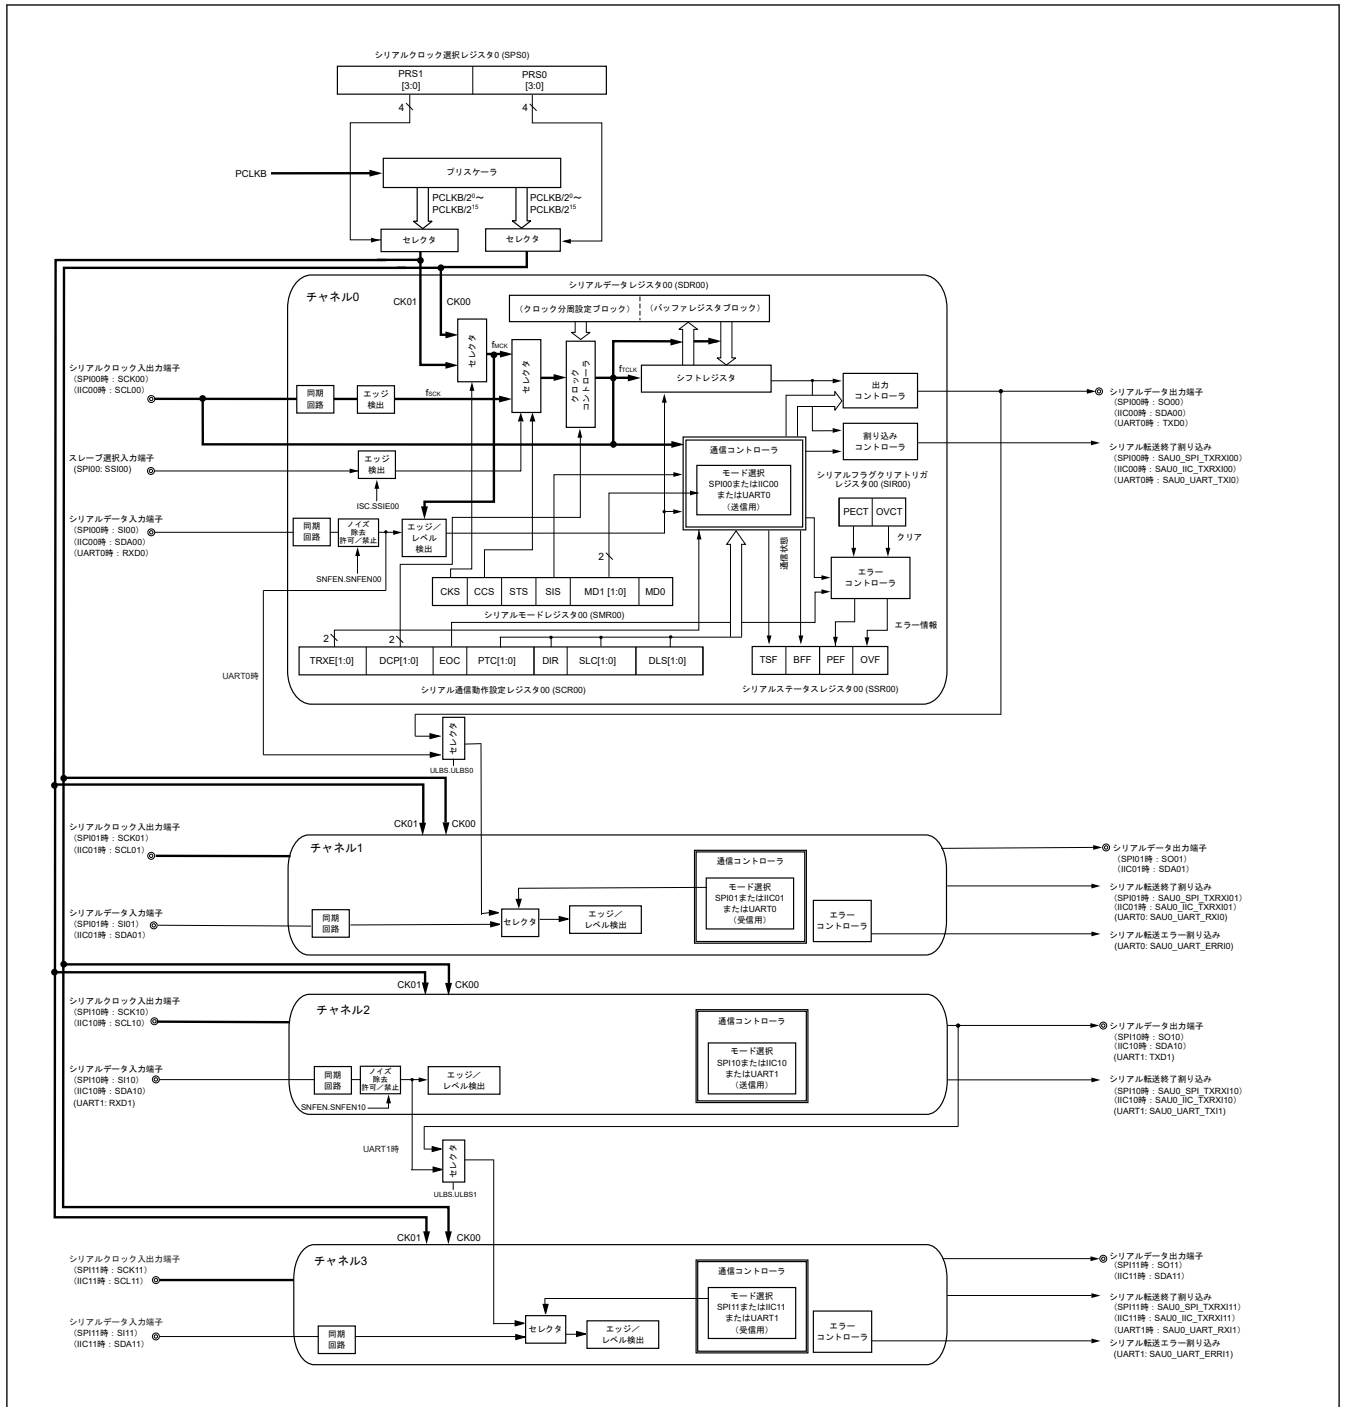 シリアルクロック選択レジスタ0 (SPS0)
PRS1
[3:0]
PRS0
[3:0]
4
4
PCLKB
プリスケーラ
PCLKB/2⁰～
PCLKB/2¹⁵
PCLKB/2⁰～
PCLKB/2¹⁵
セレクタ
セレクタ
チャネル0
CK01
CK00
シリアルデータレジスタ00 (SDR00)
（クロック分周設定ブロック）
（バッファレジスタブロック）
セレクタ
fMCK
セレクタ
クロック
コントローラ
fTCLK
シフトレジスタ
出力
コントローラ
シリアルクロック入出力端子
（SPI00時：SCK00）
（IIC00時：SCL00）
同期
回路
エッジ
検出
fSCK
シリアルデータ出力端子
（SPI00時：SO00）
（IIC00時：SDA00）
（UART0時：TXD0）
通信コントローラ
モード選択
SPI00またはIIC00
またはUART0
（送信用）
割り込み
コントローラ
シリアル転送終了割り込み
（SPI00時：SAU0_SPI_TXRXI00）
（IIC00時：SAU0_IIC_TXRXI00）
（UART0時：SAU0_UART_TXI0）
スレーブ選択入力端子
（SPI00: SSI00）
エッジ
検出
ISC.SSIE00
シリアルフラグクリアトリガ
レジスタ00 (SIR00)
PECT
OVCT
クリア
シリアルデータ入力端子
（SPI00時：SI00）
（IIC00時：SDA00）
（UART0時：RXD0）
同期
回路
ノイズ
除去
許可／禁止
エッジ／
レベル
検出
SNFEN.SNFEN00
2
通信状態
エラー
コントローラ
CKS
CCS
STS
SIS
MD1 [1:0]
MD0
シリアルモードレジスタ00 (SMR00)
エラー情報
2
2
TRXE[1:0]
DCP[1:0]
EOC
PTC[1:0]
DIR
SLC[1:0]
DLS[1:0]
シリアル通信動作設定レジスタ00 (SCR00)
TSF
BFF
PEF
OVF
シリアルステータスレジスタ00 (SSR00)
UART0時
セレクタ
ULBS.ULBS0
CK01
CK00
チャネル1
シリアルクロック入出力端子
（SPI01時：SCK01）
（IIC01時：SCL01）
シリアルデータ入力端子
（SPI01時：SI01）
（IIC01時：SDA01）
同期
回路
セレクタ
エッジ／
レベル検出
通信コントローラ
モード選択
SPI01またはIIC01
またはUART0
（受信用）
エラー
コントローラ
シリアルデータ出力端子
（SPI01時：SO01）
（IIC01時：SDA01）
シリアル転送終了割り込み
（SPI01時：SAU0_SPI_TXRXI01）
（IIC01時：SAU0_IIC_TXRXI01）
(UART0: SAU0_UART_RXI0)
シリアル転送エラー割り込み
(UART0: SAU0_UART_ERRI0)
CK01
CK00
チャネル2
シリアルクロック入出力端子
（SPI10時：SCK10）
（IIC10時：SCL10）
シリアルデータ入力端子
（SPI10時：SI10）
（IIC10時：SDA10）
(UART1: RXD1)
同期
回路
ノイズ
除去
許可／禁止
エッジ／
レベル検出
SNFEN.SNFEN10
通信コントローラ
モード選択
SPI10またはIIC10
またはUART1
（送信用）
シリアルデータ出力端子
（SPI10時：SO10）
（IIC10時：SDA10）
(UART1: TXD1)
シリアル転送終了割り込み
（SPI10時：SAU0_SPI_TXRXI10）
（IIC10時：SAU0_IIC_TXRXI10）
(UART1: SAU0_UART_TXI1)
UART1時
セレクタ
ULBS.ULBS1
CK01
CK00
チャネル3
シリアルクロック入出力端子
（SPI11時：SCK11）
（IIC11時：SCL11）
シリアルデータ入力端子
（SPI11時：SI11）
（IIC11時：SDA11）
同期
回路
セレクタ
エッジ／
レベル検出
通信コントローラ
モード選択
SPI11またはIIC11
またはUART1
（受信用）
エラー
コントローラ
シリアルデータ出力端子
（SPI11時：SO11）
（IIC11時：SDA11）
シリアル転送終了割り込み
（SPI11時：SAU0_SPI_TXRXI11）
（IIC11時：SAU0_IIC_TXRXI11）
（UART1時：SAU0_UART_RXI1）
シリアル転送エラー割り込み
(UART1: SAU0_UART_ERRI1)